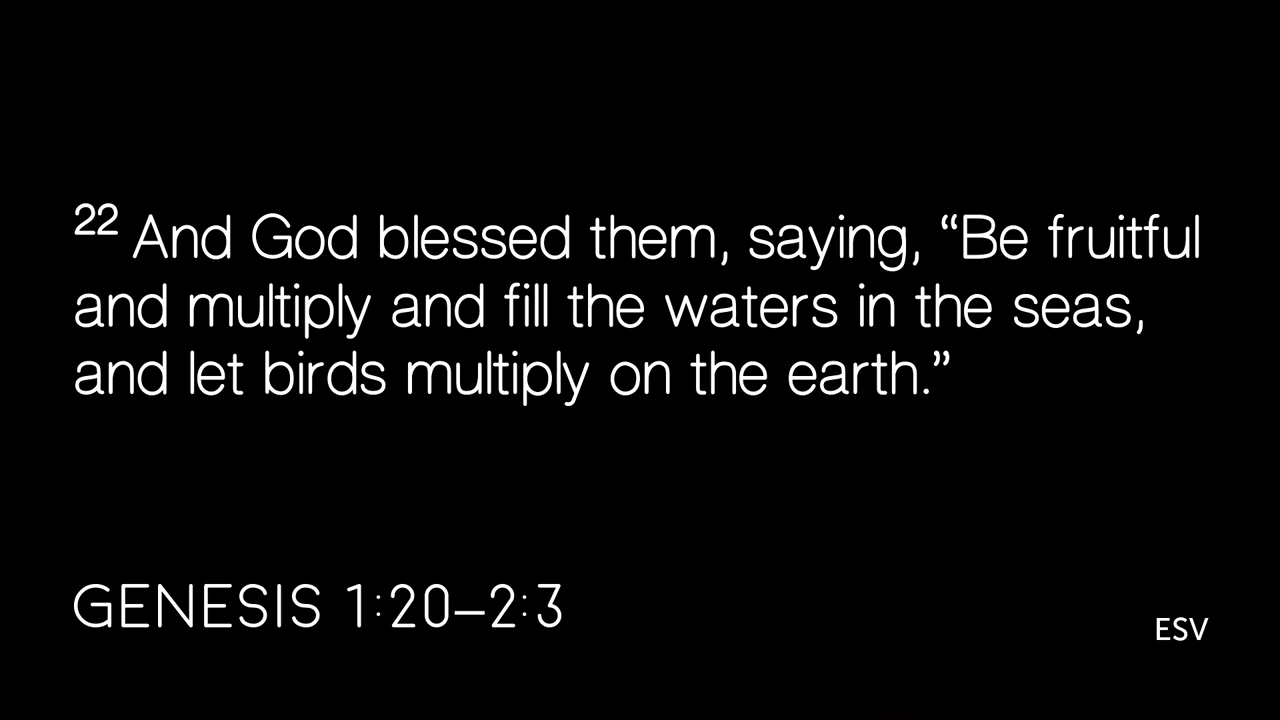 22 And God blessed them, saying, “Be fruitful
and multiply and fill the waters in the seas,
and let birds multiply on the earth.”
GENESIS 1:20–2:3
ESV